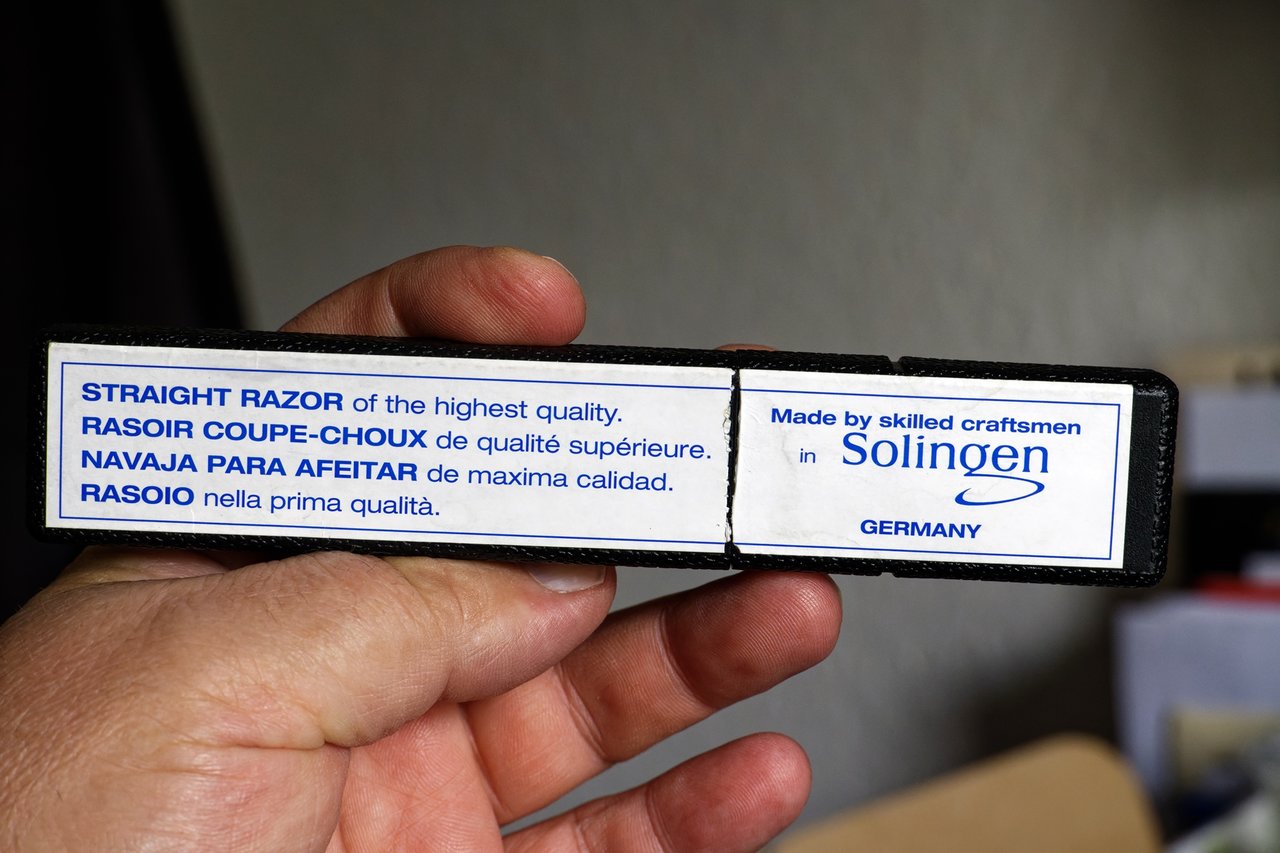 STRAIGHT RAZOR of the highest quality.
RASOIR COUPE-CHOUX de qualité supérieure.
NAVAJA PARA AFEITAR de maxima calidad.
RASOIO nella prima qualità.
Made by skilled craftsmen
in Solingen
GERMANY